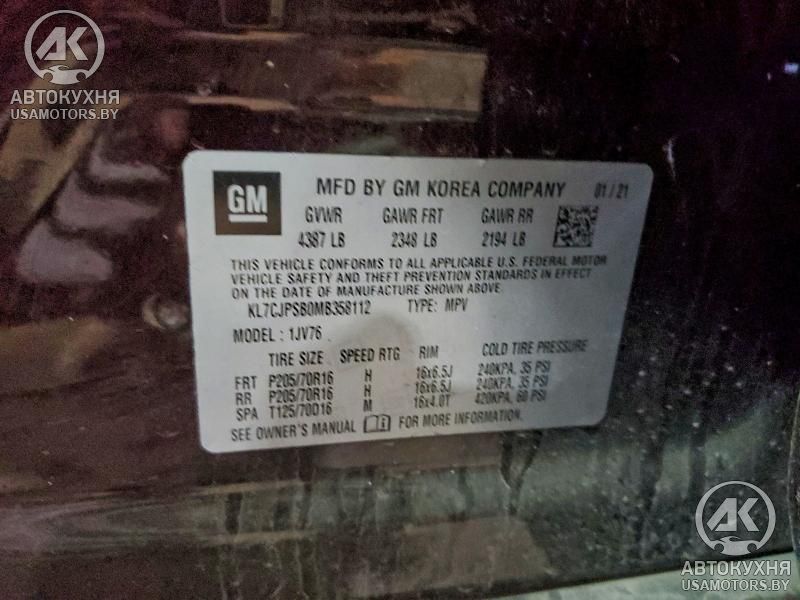 АК
АВТОКУХНЯ
USAMOTORS.BY
GM
MFD BY GM KOREA COMPANY 01/21
GVWR GAWR FRT GAWR RR
4387 LB 2348 LB 2194 LB
THIS VEHICLE CONFORMS TO ALL APPLICABLE U.S. FEDERAL MOTOR
VEHICLE SAFETY AND THEFT PREVENTION STANDARDS IN EFFECT
ON THE DATE OF MANUFACTURE SHOWN ABOVE.
KL7CJPSB0MB358112 TYPE: MPV
MODEL: 1JV76
TIRE SIZE SPEED RTG RIM COLD TIRE PRESSURE
FRT P205/70R16 H 16x6.5J 240KPA, 35 PSI
RR P205/70R16 H 16x6.5J 240KPA, 35 PSI
SPA T125/70D16 M 16x4.0T 420KPA, 60 PSI
SEE OWNER'S MANUAL FOR MORE INFORMATION.
АК
АВТОКУХНЯ
USAMOTORS.BY